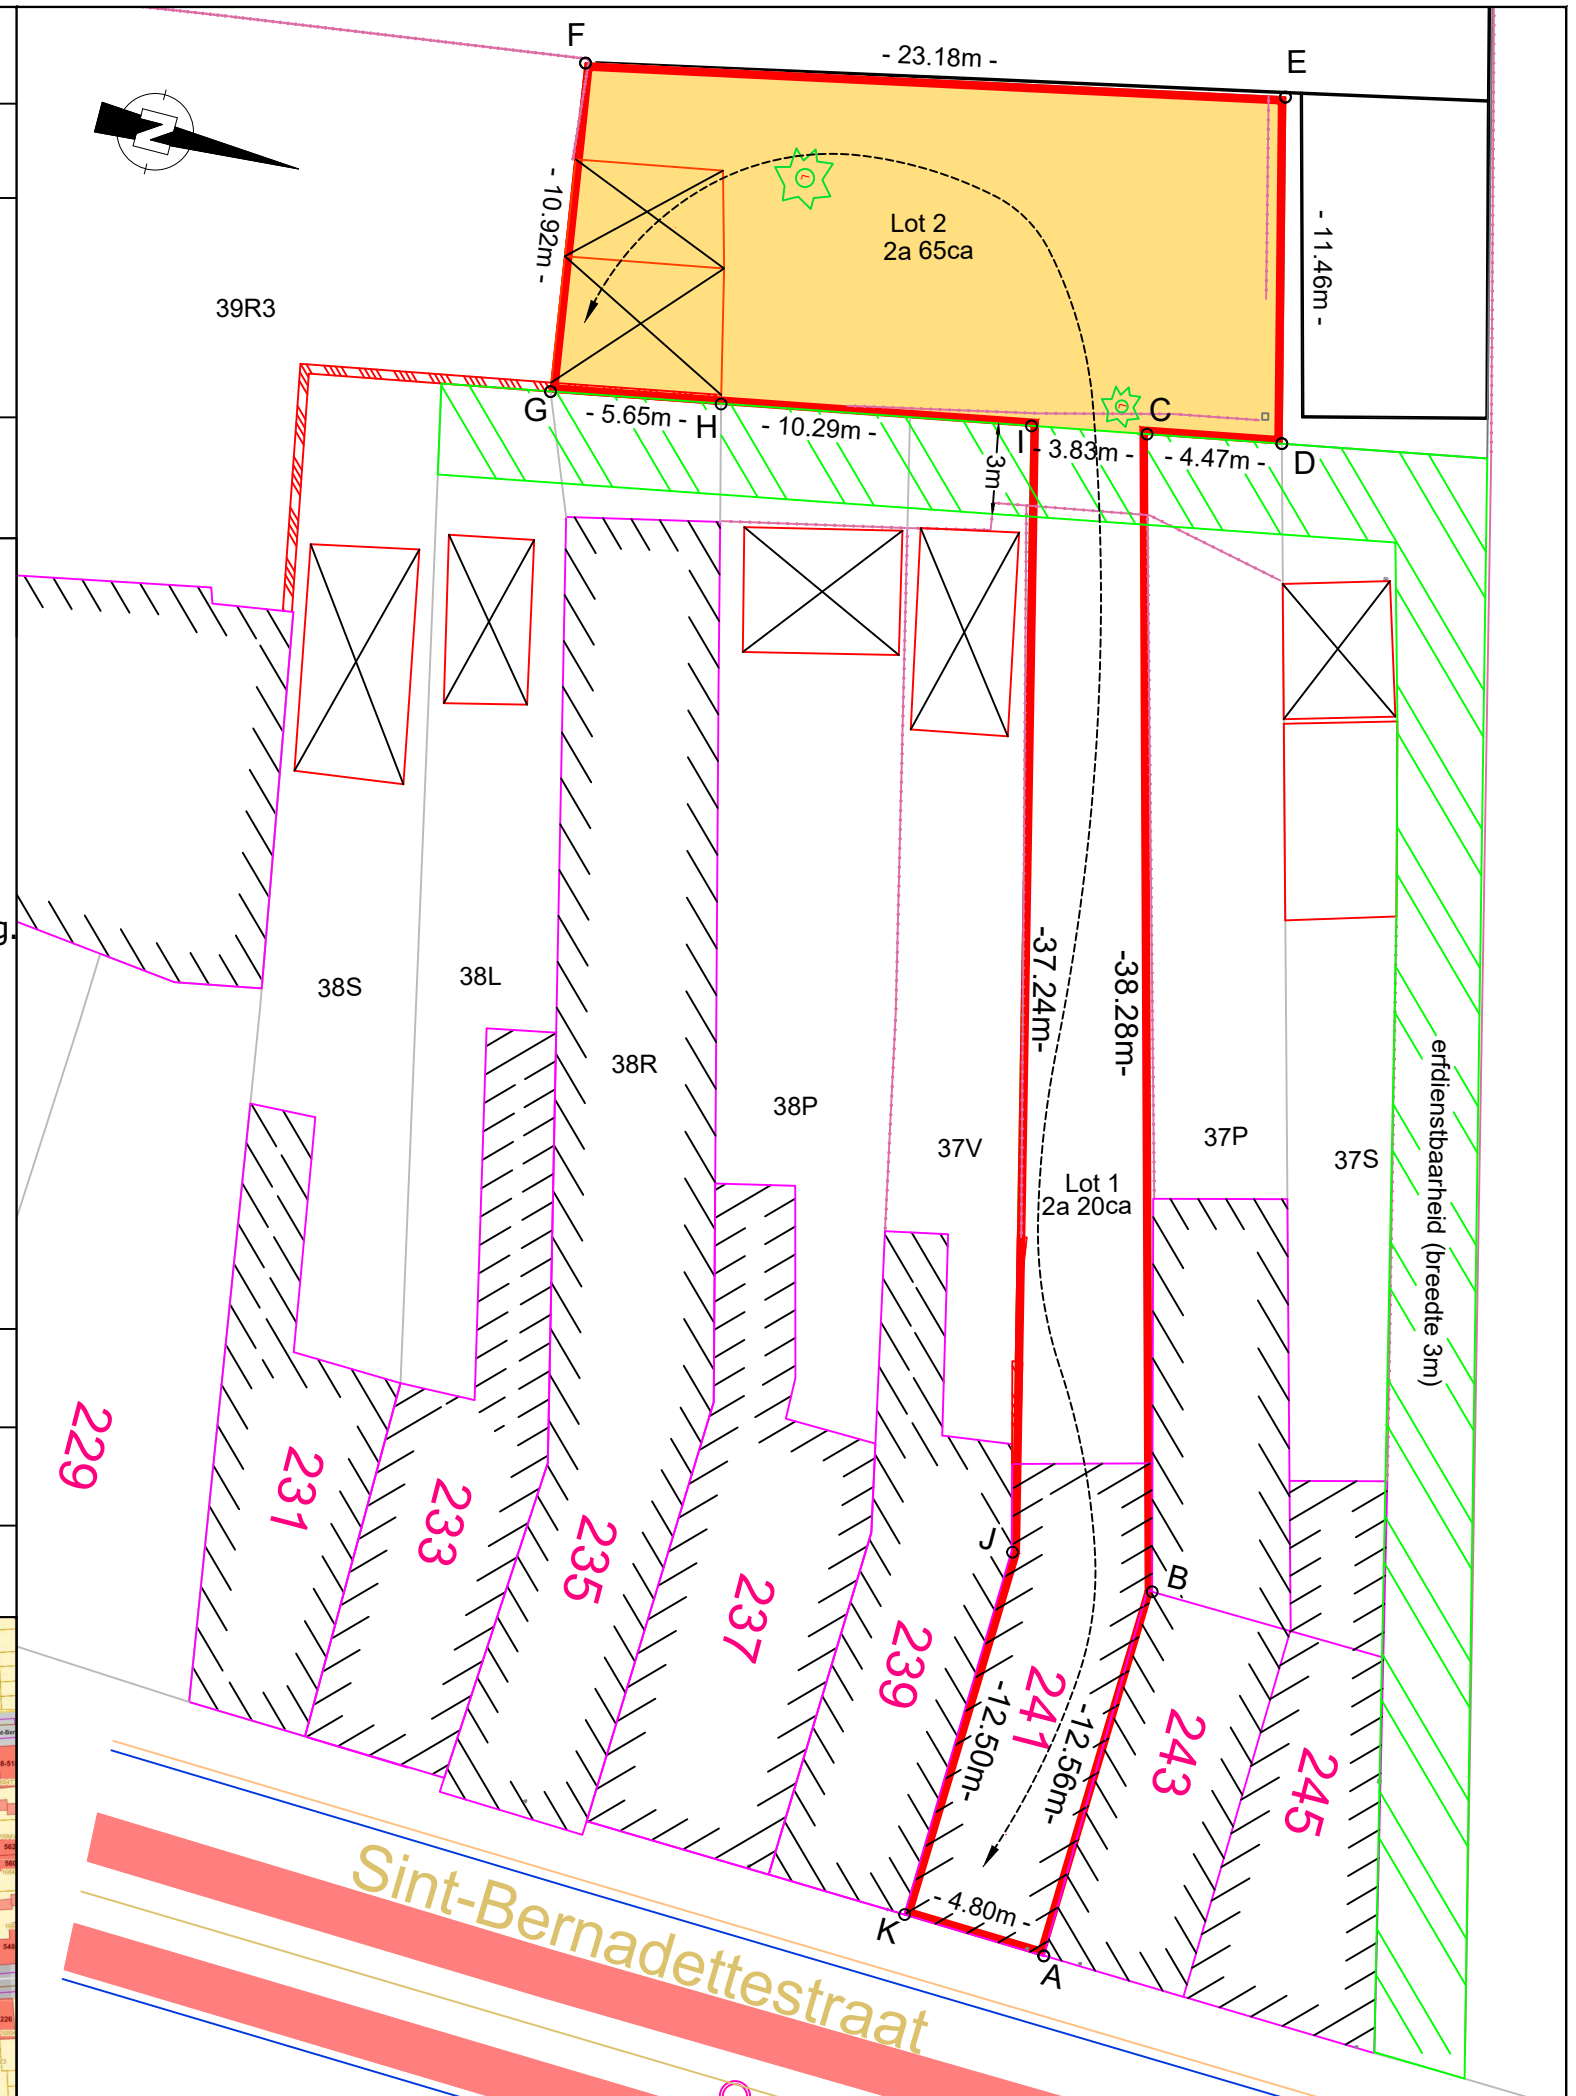 F
- 23.18m -
E
N
- 10.92m -
Lot 2
2a 65ca
- 11.46m -
39R3
G
- 5.65m -
H
- 10.29m -
I
- 3.83m -
C
- 4.47m -
D
3m
g.
-37.24m-
-38.28m-
38S
38L
38R
38P
37V
37P
37S
Lot 1
2a 20ca
erfdienstbaarheid (breedte 3m)
229
231
233
235
237
239
241
243
245
J
B
-12.50m-
-12.56m-
- 4.80m -
K
A
Sint-Bernadettestraat